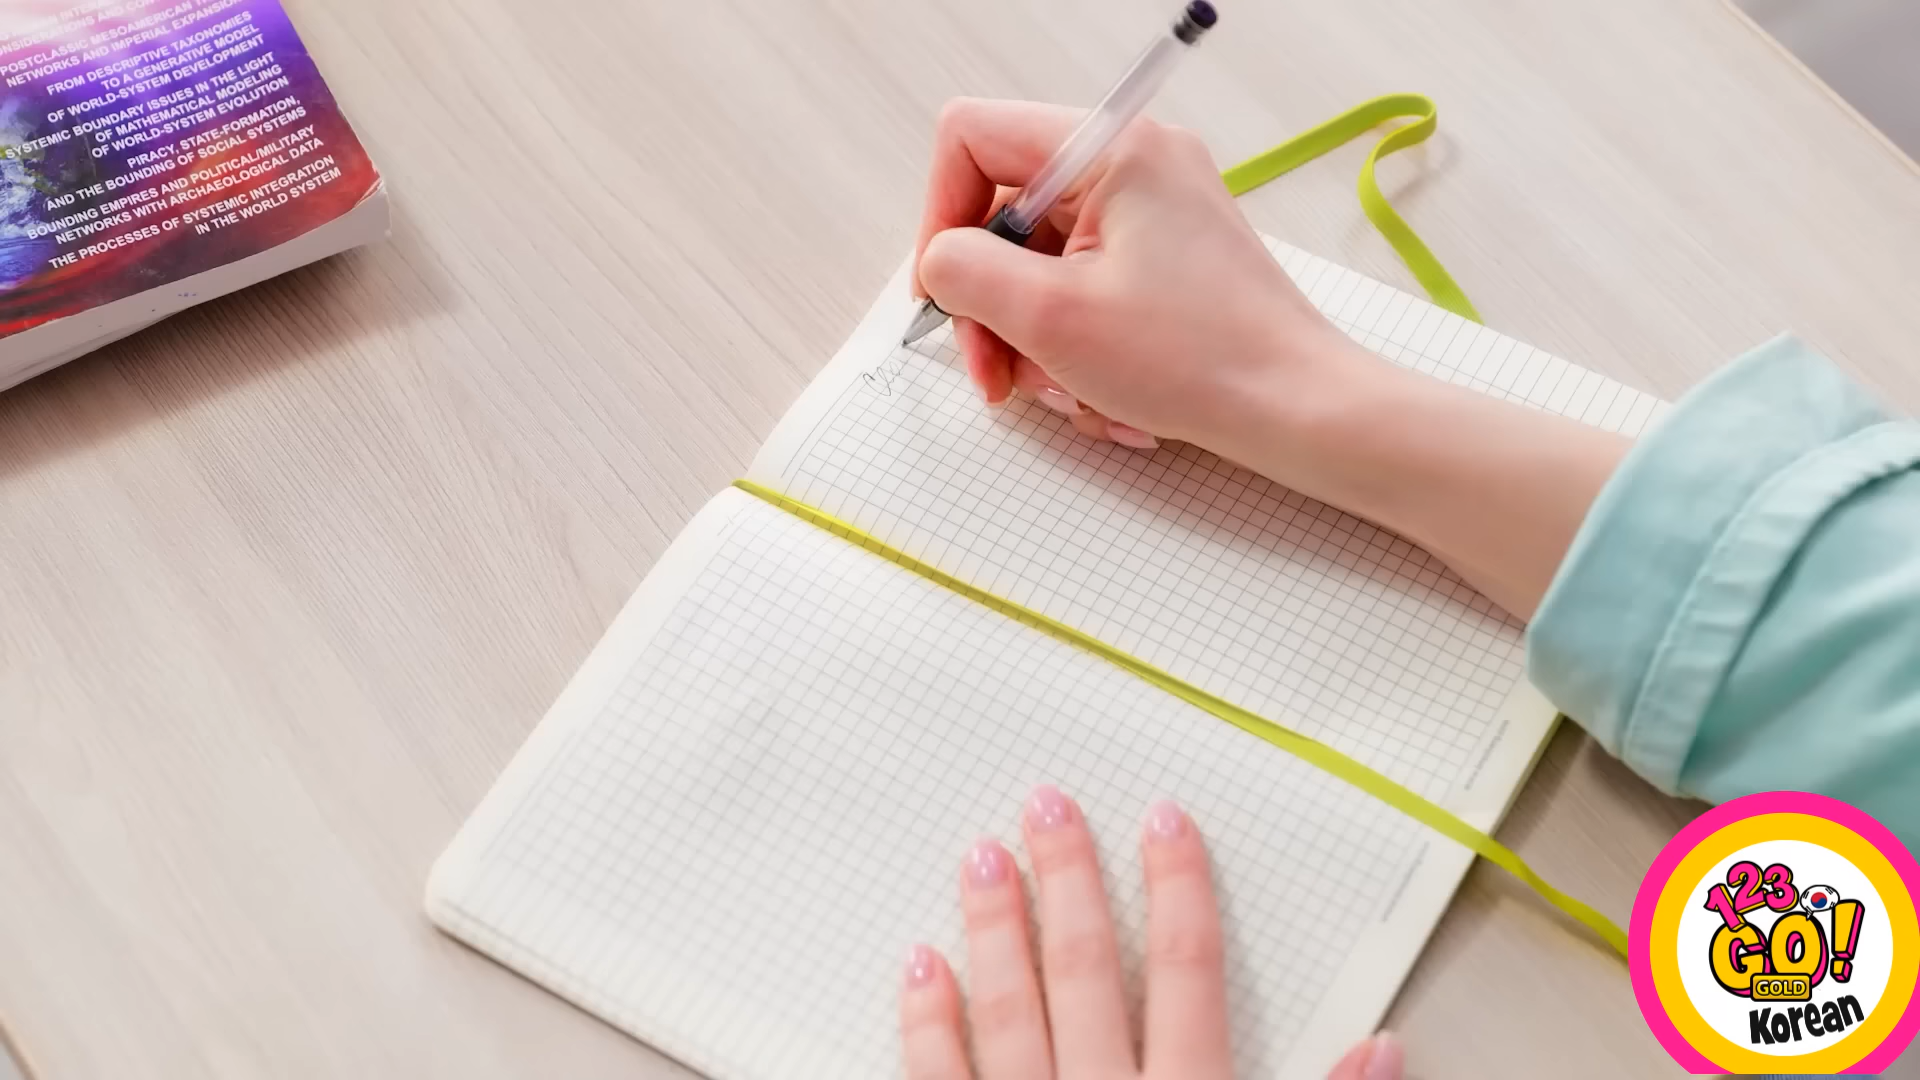 POSTCLASSIC MESOAMERICAN
NETWORKS AND IMPERIAL EXPANSION
FROM DESCRIPTIVE TAXONOMIES
TO A GENERATIVE MODEL
OF WORLD-SYSTEM DEVELOPMENT
SYSTEMIC BOUNDARY ISSUES IN THE LIGHT
OF MATHEMATICAL MODELING
OF WORLD-SYSTEM EVOLUTION
PIRACY, STATE-FORMATION,
AND THE BOUNDING OF SOCIAL SYSTEMS
BOUNDING EMPIRES AND POLITICAL/MILITARY
NETWORKS WITH ARCHAEOLOGICAL DATA
THE PROCESSES OF SYSTEMIC INTEGRATION
IN THE WORLD SYSTEM
123
GO!
GOLD
Korean